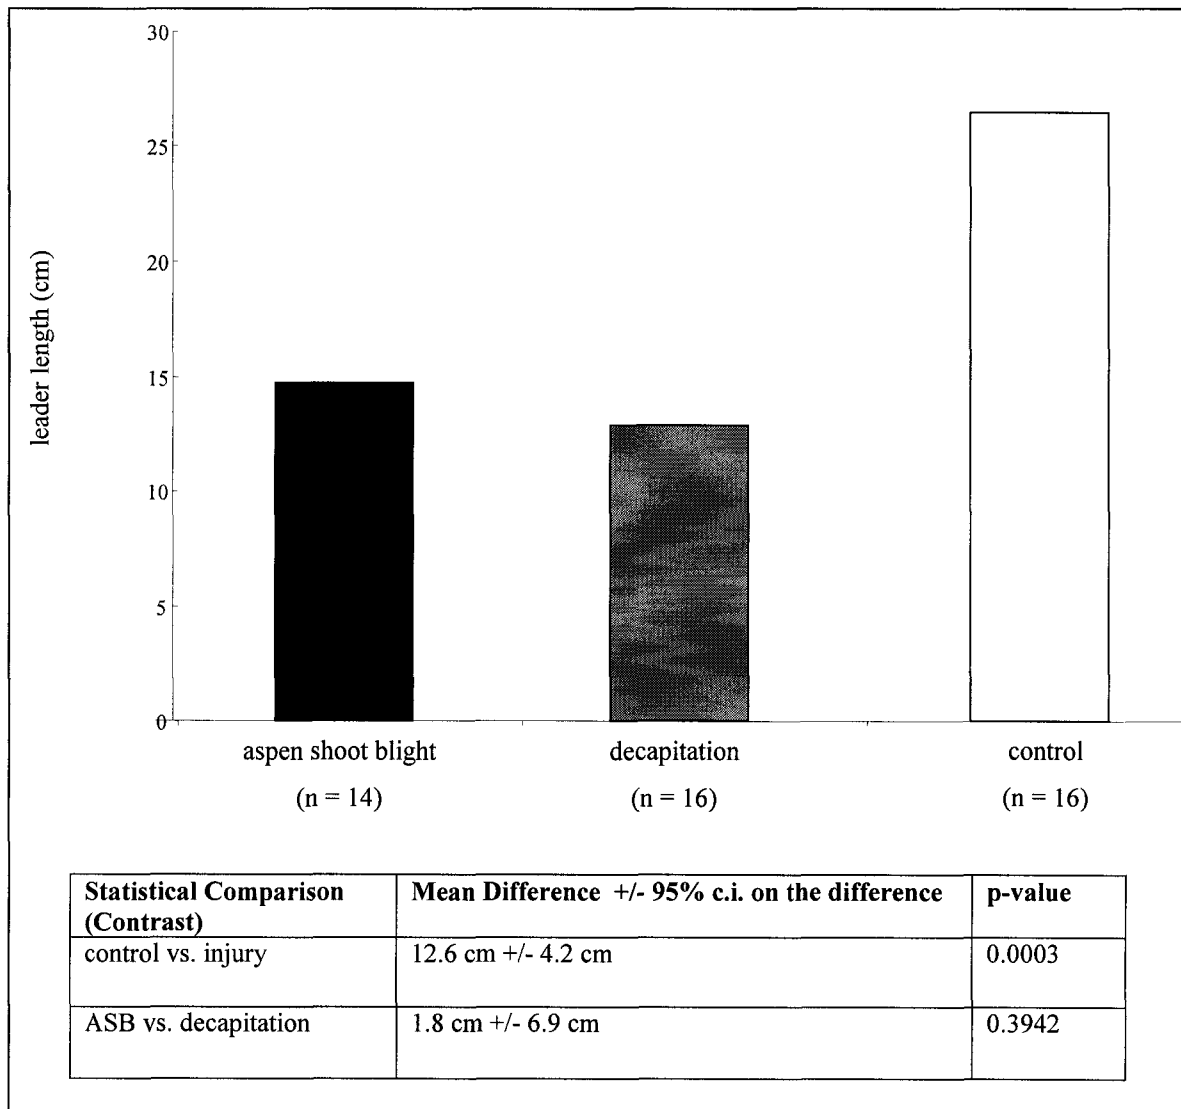 30
25
20
15
10
5
0
leader length (cm)
aspen shoot blight
(n = 14)
decapitation
(n = 16)
control
(n = 16)
Statistical Comparison (Contrast)
Mean Difference +/- 95% c.i. on the difference
p-value
control vs. injury
12.6 cm +/- 4.2 cm
0.0003
ASB vs. decapitation
1.8 cm +/- 6.9 cm
0.3942